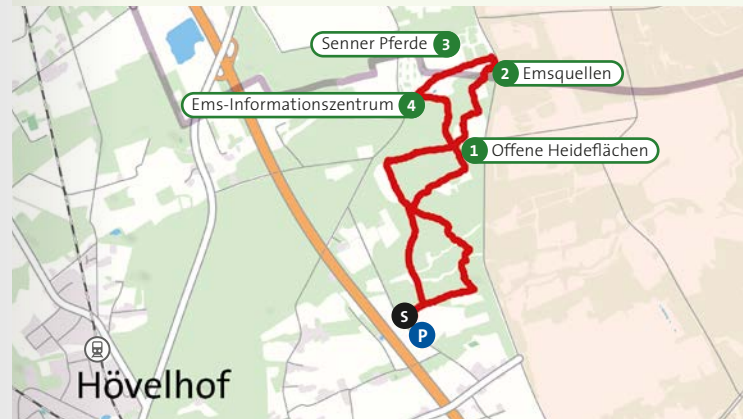 Senner Pferde 3
2 Emsquellen
Ems-Informationszentrum 4
1 Offene Heideflächen
S
P
Hövelhof